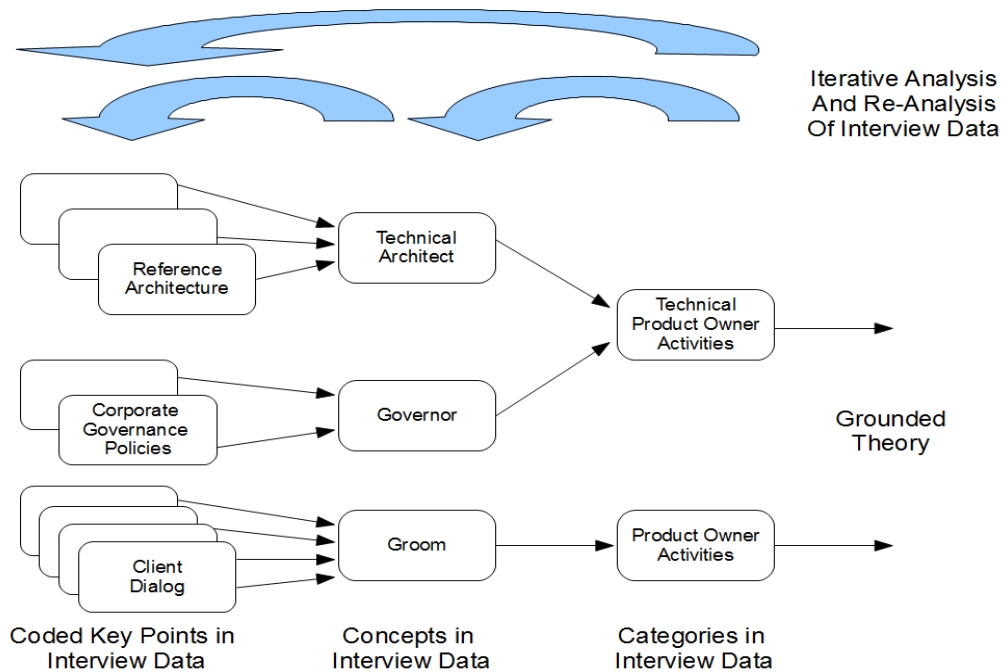 Iterative Analysis
And Re-Analysis
Of Interview Data
Reference
Architecture
Technical
Architect
Technical
Product Owner
Activities
Corporate
Governance
Policies
Governor
Grounded
Theory
Client
Dialog
Groom
Product Owner
Activities
Coded Key Points in
Interview Data
Concepts in
Interview Data
Categories in
Interview Data